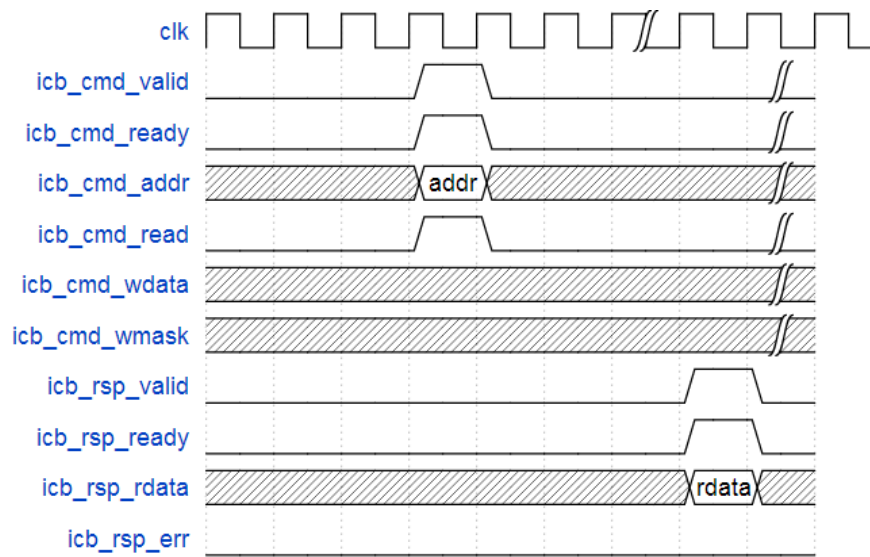 clk
icb_cmd_valid
icb_cmd_ready
icb_cmd_addr addr
icb_cmd_read
icb_cmd_wdata
icb_cmd_wmask
icb_rsp_valid
icb_rsp_ready
icb_rsp_rdata rdata
icb_rsp_err